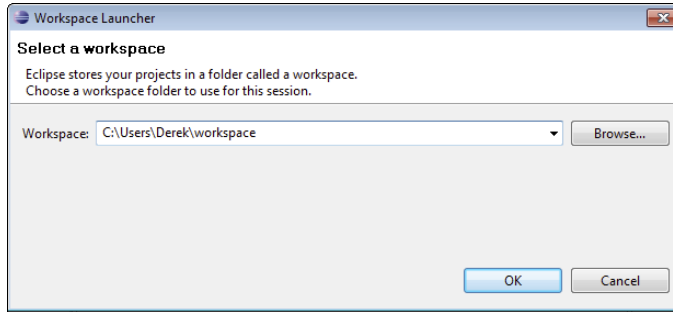 Workspace Launcher
Select a workspace
Eclipse stores your projects in a folder called a workspace.
Choose a workspace folder to use for this session.
Workspace: C:\Users\Derek\workspace Browse...
OK Cancel